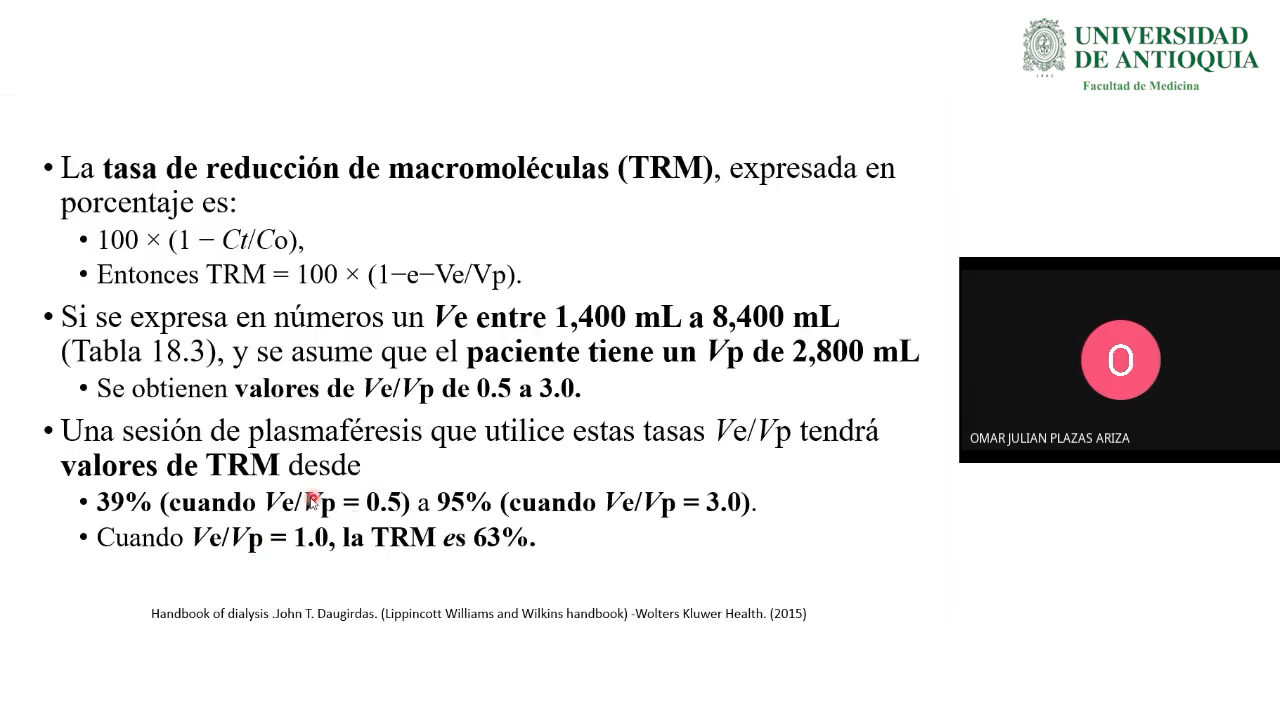 UNIVERSIDAD
DE ANTIOQUIA
1803
Facultad de Medicina
• La tasa de reducción de macromoléculas (TRM), expresada en
porcentaje es:
• 100 × (1 − Ct/Co),
• Entonces TRM = 100 × (1−e−Ve/Vp).
• Si se expresa en números un Ve entre 1,400 mL a 8,400 mL
(Tabla 18.3), y se asume que el paciente tiene un Vp de 2,800 mL
• Se obtienen valores de Ve/Vp de 0.5 a 3.0.
• Una sesión de plasmaféresis que utilice estas tasas Ve/Vp tendrá
valores de TRM desde
• 39% (cuando Ve/Vp = 0.5) a 95% (cuando Ve/Vp = 3.0).
• Cuando Ve/Vp = 1.0, la TRM es 63%.
Handbook of dialysis .John T. Daugirdas. (Lippincott Williams and Wilkins handbook) -Wolters Kluwer Health. (2015)
O
OMAR JULIAN PLAZAS ARIZA